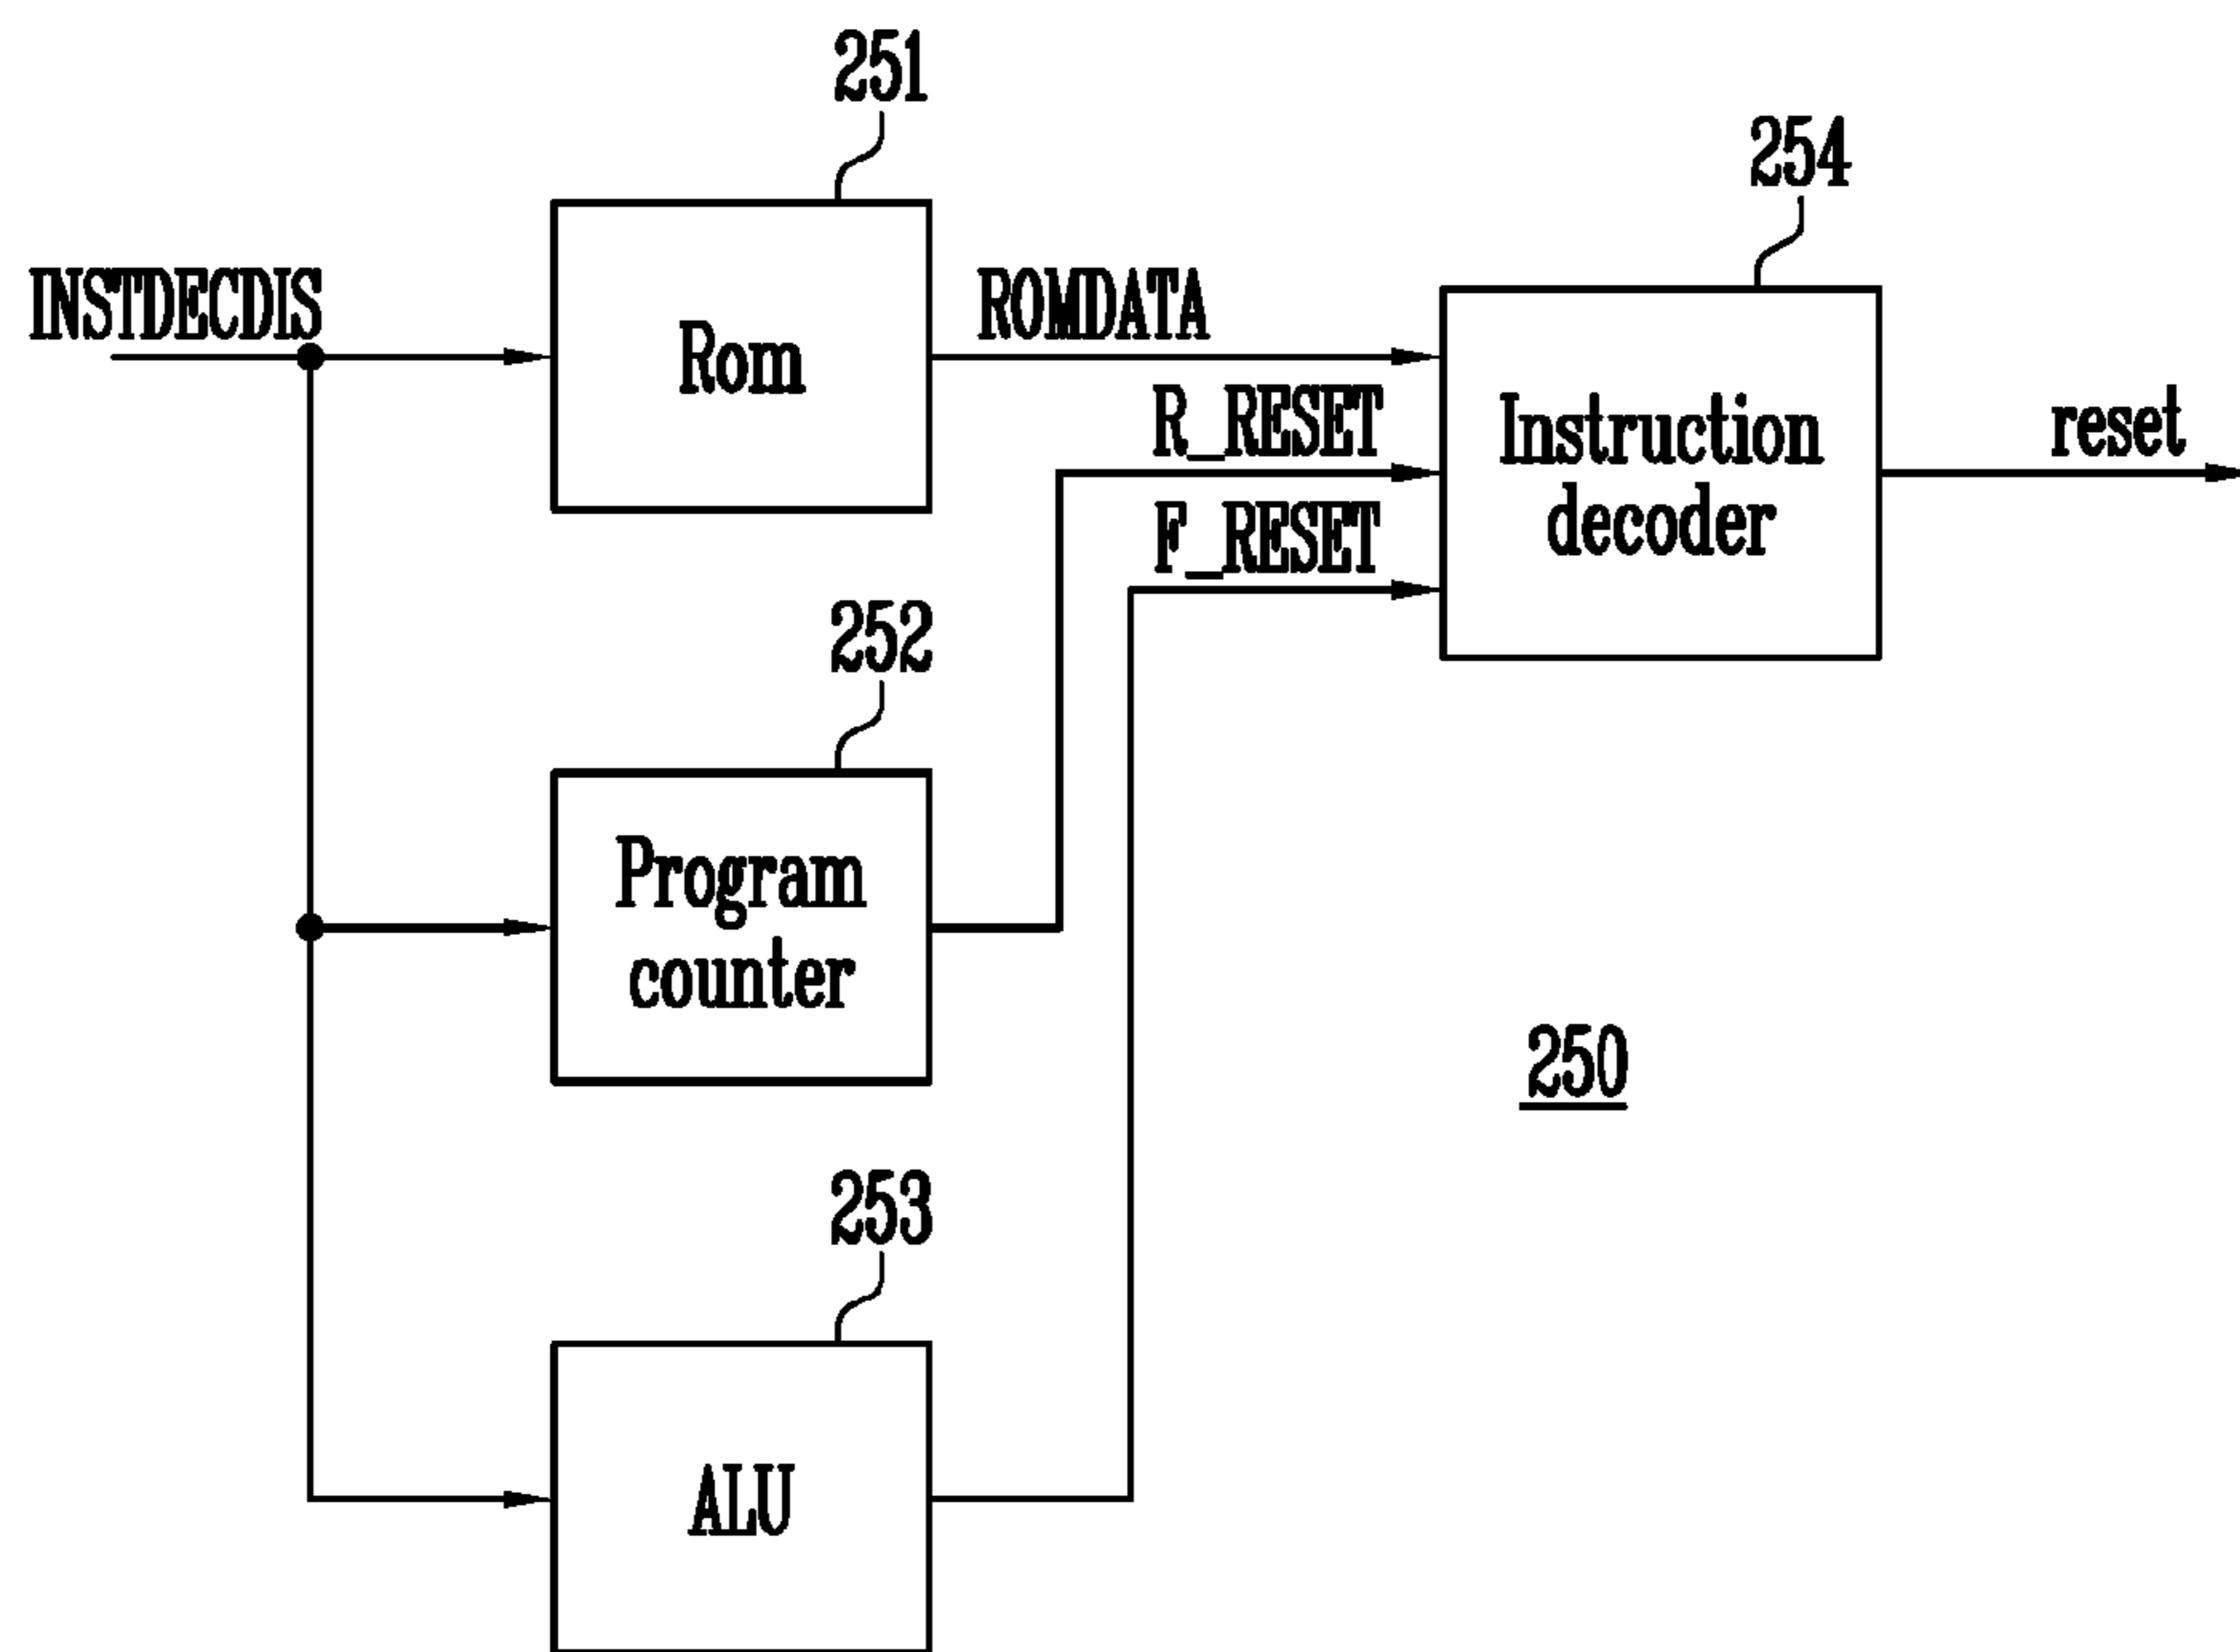 251
254
INSTDECDIS
ROMDATA
Rom
R_RESET
Instruction
decoder
reset
F_RESET
252
Program
counter
250
253
ALU